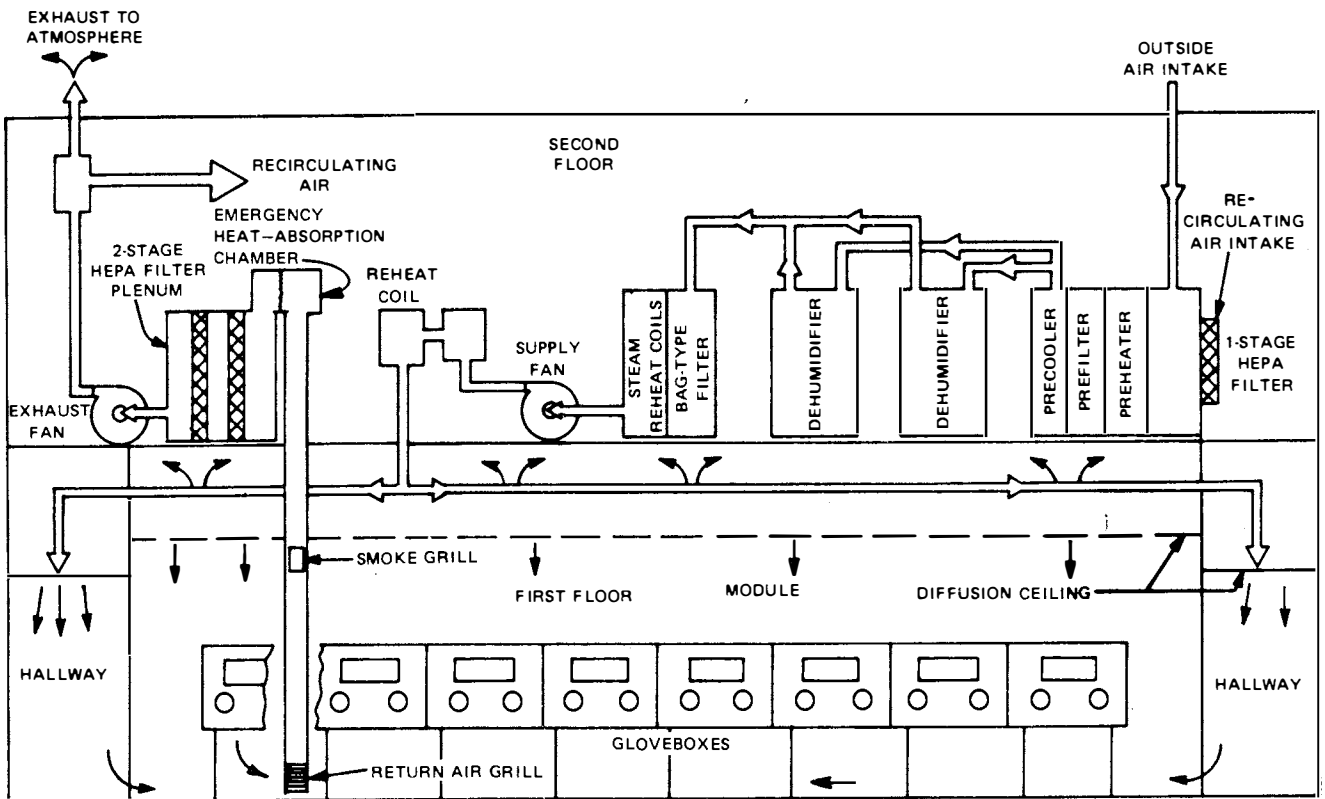 EXHAUST TO
ATMOSPHERE
OUTSIDE
AIR INTAKE
SECOND
FLOOR
RECIRCULATING
AIR
RE-
CIRCULATING
AIR INTAKE
EMERGENCY
HEAT-ABSORPTION
CHAMBER
2-STAGE
HEPA FILTER
PLENUM
REHEAT
COIL
SUPPLY
FAN
STEAM
REHEAT COILS
BAG-TYPE
FILTER
DEHUMIDIFIER
DEHUMIDIFIER
PRECOOLER
PREFILTER
PREHEATER
1-STAGE
HEPA
FILTER
EXHAUST
FAN
SMOKE GRILL
FIRST FLOOR
MODULE
DIFFUSION CEILING
HALLWAY
HALLWAY
GLOVEBOXES
RETURN AIR GRILL